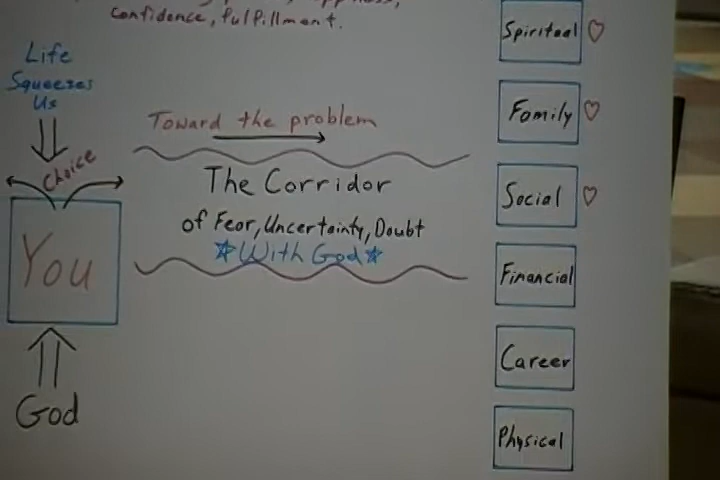 confidence, fulfillment.
Life
Squeezes
Us
Choice
You
God
Toward the problem
The Corridor
of Fear, Uncertainty, Doubt
☆With God☆
Spiritual ♡
Family ♡
Social ♡
Financial
Career
Physical